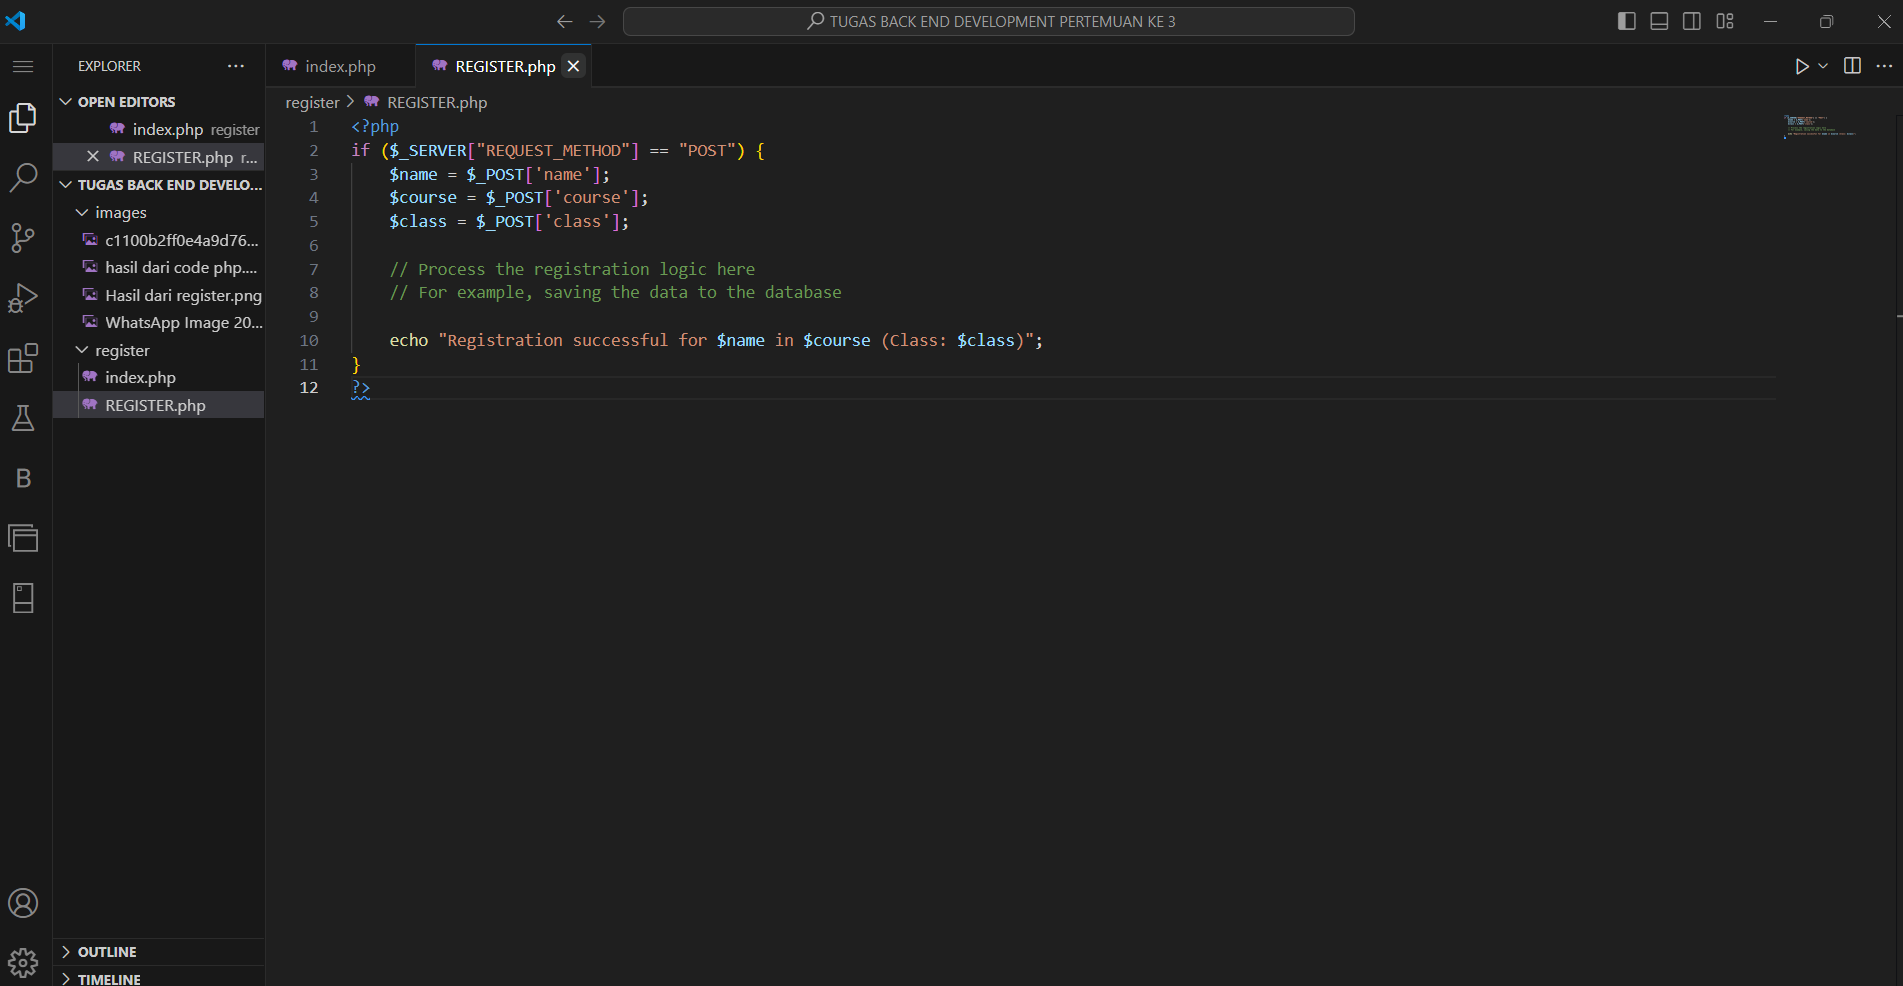 TUGAS BACK END DEVELOPMENT PERTEMUAN KE 3
EXPLORER
OPEN EDITORS
index.php register
REGISTER.php r...
TUGAS BACK END DEVELO...
images
c1100b2ff0e4a9d76...
hasil dari code php....
Hasil dari register.png
WhatsApp Image 20...
register
index.php
REGISTER.php
OUTLINE
TIMELINE
B
index.php
REGISTER.php
register > REGISTER.php
1 <?php
2 if ($_SERVER["REQUEST_METHOD"] == "POST") {
3     $name = $_POST['name'];
4     $course = $_POST['course'];
5     $class = $_POST['class'];
6
7     // Process the registration logic here
8     // For example, saving the data to the database
9
10     echo "Registration successful for $name in $course (Class: $class)";
11 }
12 ?>